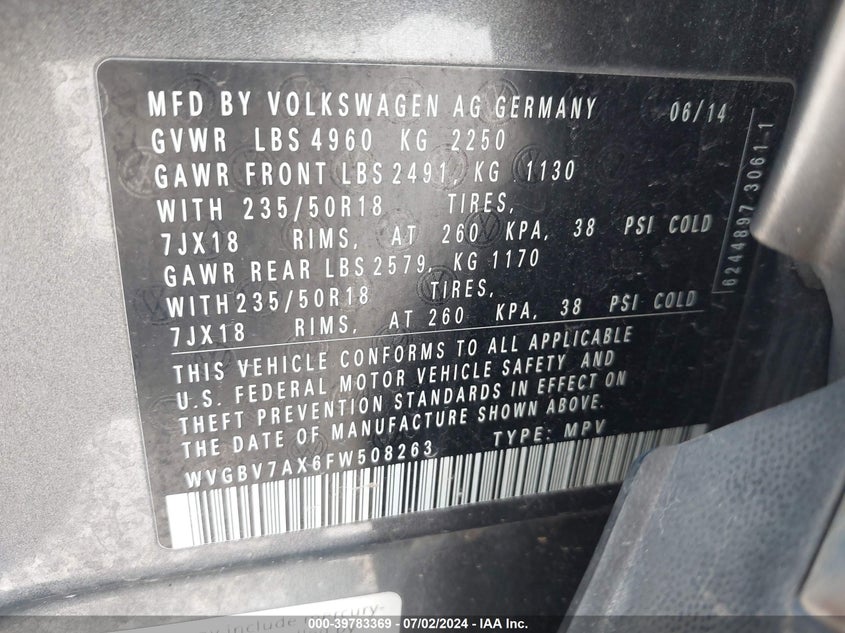 MFD BY VOLKSWAGEN AG GERMANY 06/14
GVWR LBS 4960 KG 2250
GAWR FRONT LBS 2491, KG 1130
WITH 235/50R18 TIRES,
7JX18 RIMS, AT 260 KPA, 38 PSI COLD
GAWR REAR LBS 2579, KG 1170
WITH 235/50R18 TIRES,
7JX18 RIMS, AT 260 KPA, 38 PSI COLD
THIS VEHICLE CONFORMS TO ALL APPLICABLE
U.S. FEDERAL MOTOR VEHICLE SAFETY AND
THEFT PREVENTION STANDARDS IN EFFECT ON
THE DATE OF MANUFACTURE SHOWN ABOVE.
WVGBV7AX6FW508263 TYPE: MPV
6244897 3061 1
include
000-39783369 - 07/02/2024 - IAA Inc.